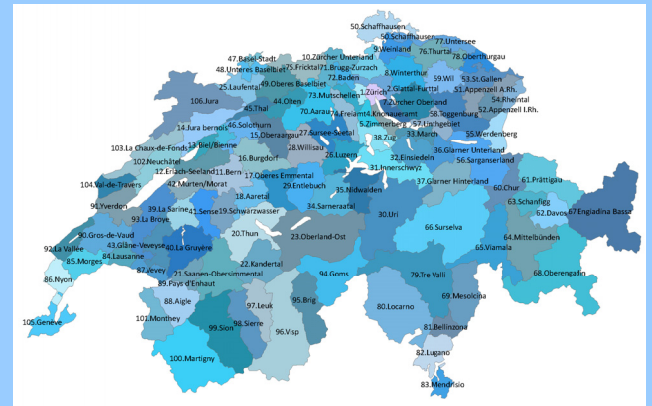 50.Schaffhausen
50.Schaffhausen
77.Untersee
9.Weinland
76.Thurtal
10.Zürcher Unterland
78.Oberthurgau
47.Basel-Stadt
75.Fricktal
71.Brugg-Zurzach
48.Unteres Baselbiet
72.Baden
8.Winterthur
59.Wil
53.St.Gallen
49.Oberes Baselbiet
25.Laufental
1.Zürich
2.Glattal-Furttal
51.Appenzell A.Rh.
73.Mutschellen
54.Rheintal
106.Jura
44.Olten
7.Zürcher Oberand
52.Appenzell I.Rh.
45.Thal
70.Aarau
74.Freiamt
4.Knonaueramt
58.Toggenburg
14.Jura bernois
46.Solothurn
5.Zimmerberg
57.Linthgebiet
15.Oberaargau
27.Sursee-Seetal
38.Zug
33.March
55.Werdenberg
103.La Chaux-de-Fonds
13.Biel/Bienne
28.Willisau
36.Glarner Unterland
102.Neuchâtel
16.Burgdorf
26.Luzern
32.Einsiedeln
56.Sarganserland
12.Erlach-Seeland
11.Bern
31.Innerschwyz
61.Prättigau
104.Val-de-Travers
42.Murten/Morat
17.Oberes Emmental
37.Glarner Hinterland
29.Entlebuch
35.Nidwalden
60.Chur
91.Yverdon
39.La Sarine
41.Sense
18.Aaretal
34.Sarneraatal
63.Schanfigg
62.Davos
67.Engiadina Bassa
93.La Broye
19.Schwarzwasser
30.Uri
90.Gros-de-Vaud
20.Thun
23.Oberland-Ost
66.Surselva
64.Mittelbünden
92.La Vallée
43.Glâne-Veveyse
40.La Gruyère
65.Viamala
84.Lausanne
85.Morges
22.Kandertal
87.Vevey
21.Saanen-Obersimmental
94.Goms
79.Tre Valli
68.Oberengadin
86.Nyon
89.Pays d'Enhaut
88.Aigle
97.Leuk
95.Brig
80.Locarno
69.Mesolcina
105.Genève
101.Monthey
98.Sierre
99.Sion
96.Visp
81.Bellinzona
100.Martigny
82.Lugano
83.Mendrisio